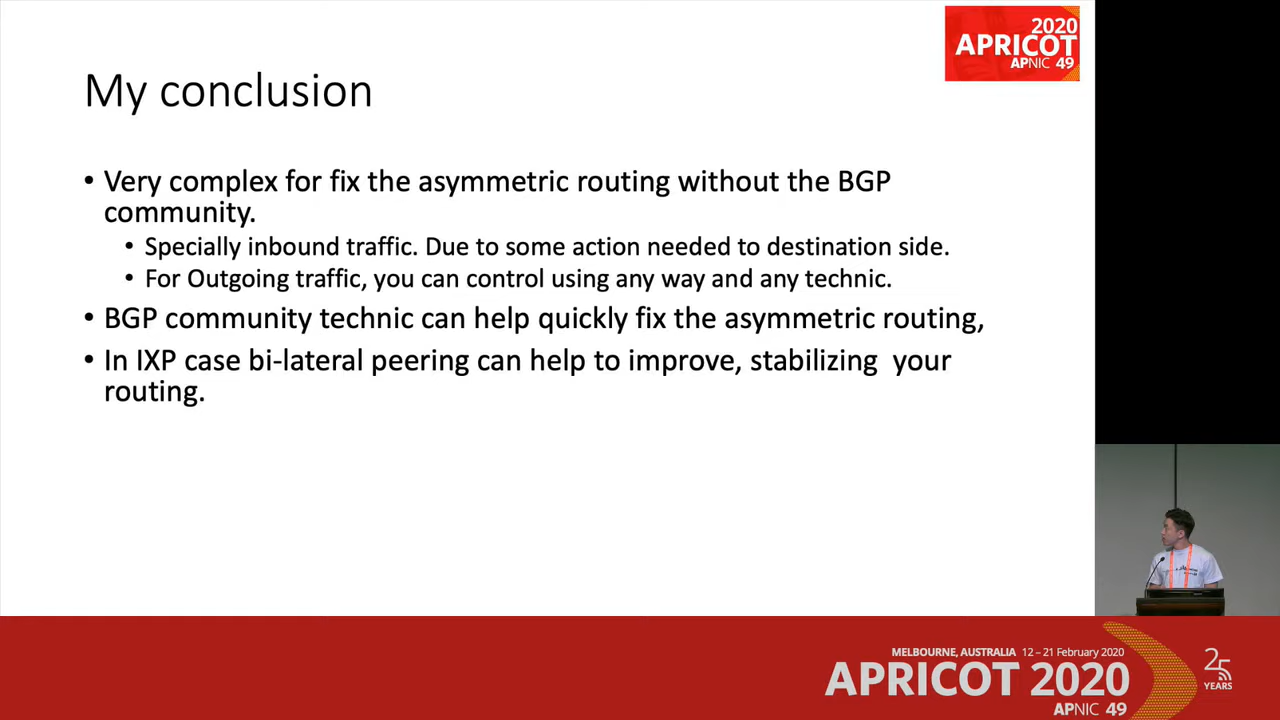 2020
APRICOT
APNIC 49
My conclusion
• Very complex for fix the asymmetric routing without the BGP
community.
• Specially inbound traffic. Due to some action needed to destination side.
• For Outgoing traffic, you can control using any way and any technic.
• BGP community technic can help quickly fix the asymmetric routing,
• In IXP case bi-lateral peering can help to improve, stabilizing your
routing.
MELBOURNE, AUSTRALIA 12 – 21 February 2020
APRICOT 2020
APNIC 49
25
YEARS